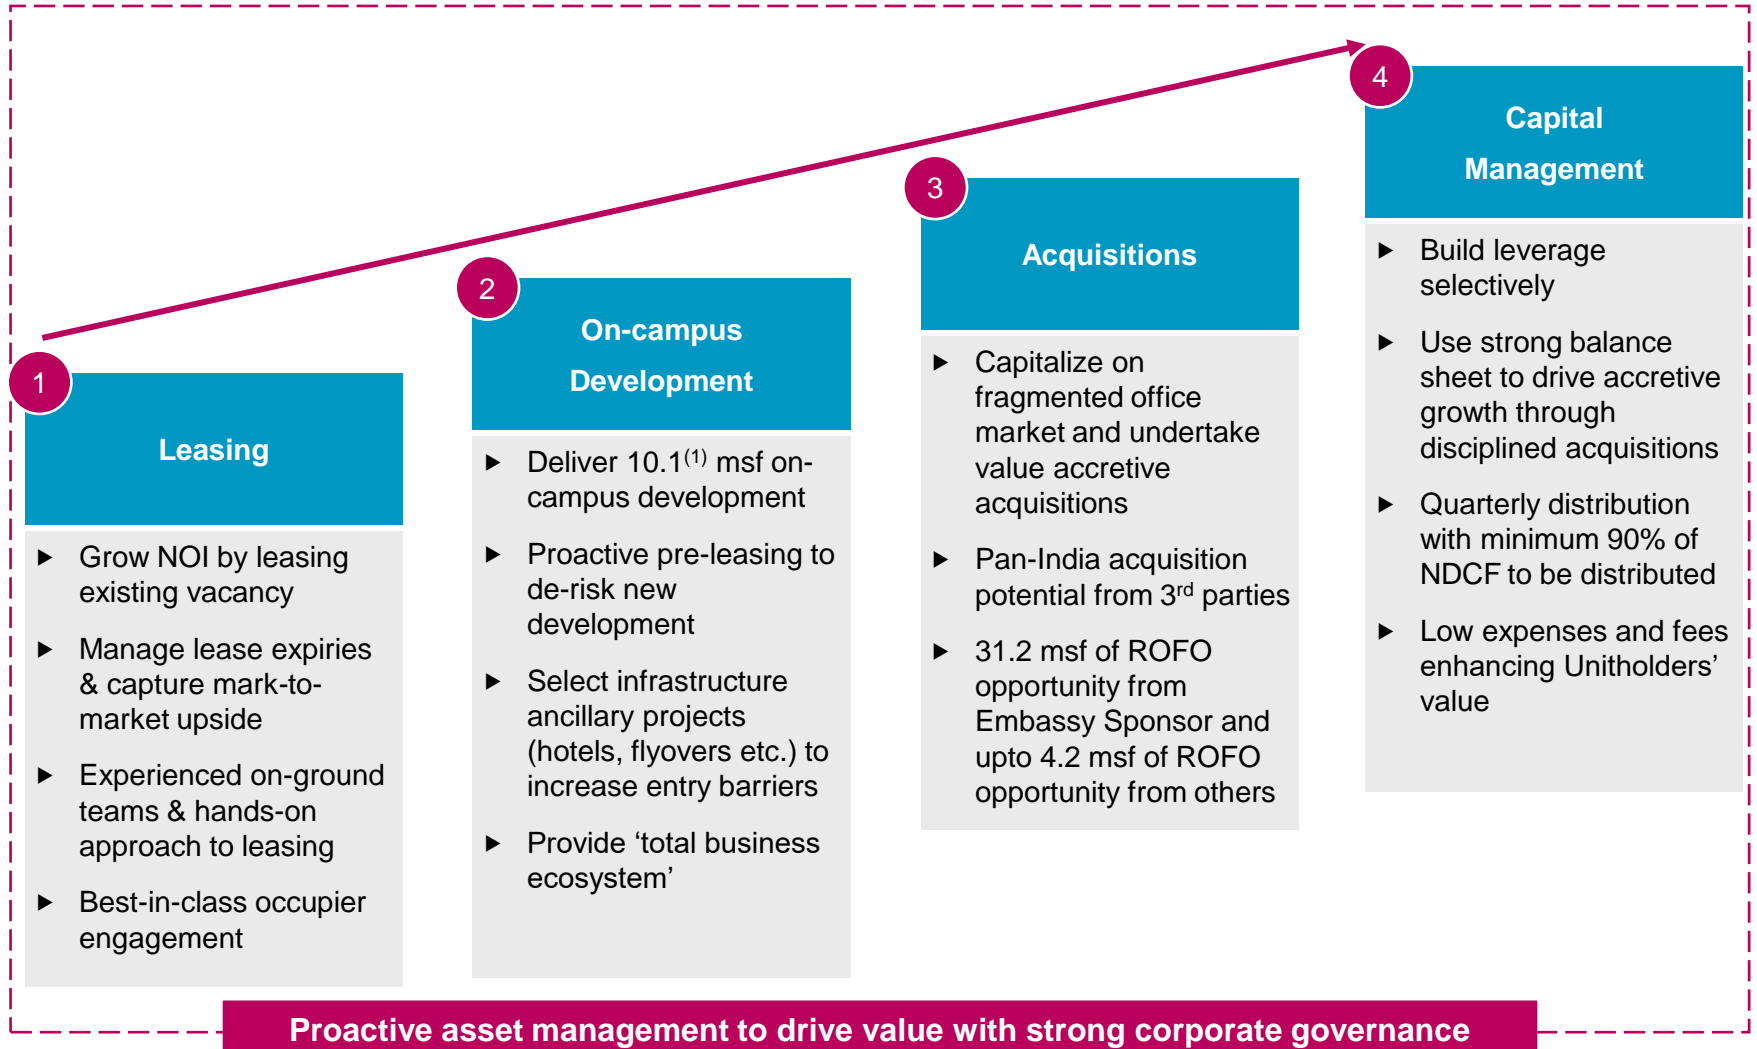 1
Leasing
► Grow NOI by leasing
existing vacancy
► Manage lease expiries
& capture mark-to-
market upside
► Experienced on-ground
teams & hands-on
approach to leasing
► Best-in-class occupier
engagement
2
On-campus
Development
► Deliver 10.1(1) msf on-
campus development
► Proactive pre-leasing to
de-risk new
development
► Select infrastructure
ancillary projects
(hotels, flyovers etc.) to
increase entry barriers
► Provide ‘total business
ecosystem’
3
Acquisitions
► Capitalize on
fragmented office
market and undertake
value accretive
acquisitions
► Pan-India acquisition
potential from 3rd parties
► 31.2 msf of ROFO
opportunity from
Embassy Sponsor and
upto 4.2 msf of ROFO
opportunity from others
4
Capital
Management
► Build leverage
selectively
► Use strong balance
sheet to drive accretive
growth through
disciplined acquisitions
► Quarterly distribution
with minimum 90% of
NDCF to be distributed
► Low expenses and fees
enhancing Unitholders’
value
Proactive asset management to drive value with strong corporate governance